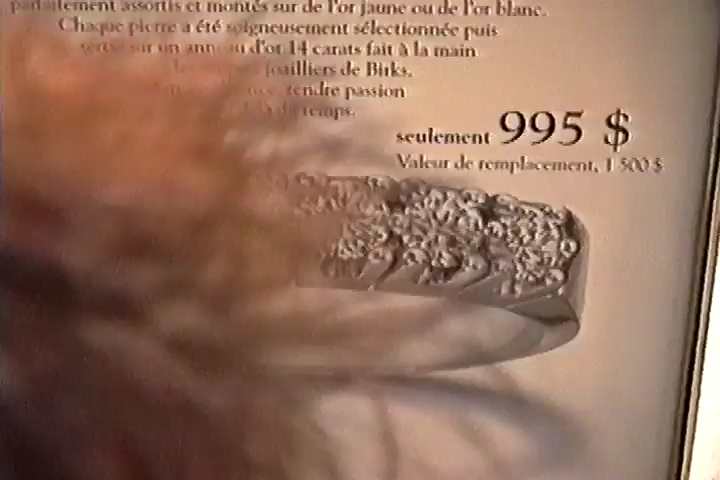 parfaitement assortis et montés sur de l'or jaune ou de l'or blanc.
Chaque pierre a été soigneusement sélectionnée puis
sertie sur un anneau d'or 14 carats fait à la main
joailliers de Birks.
tendre passion
temps.
seulement 995 $
Valeur de remplacement, 1 500 $